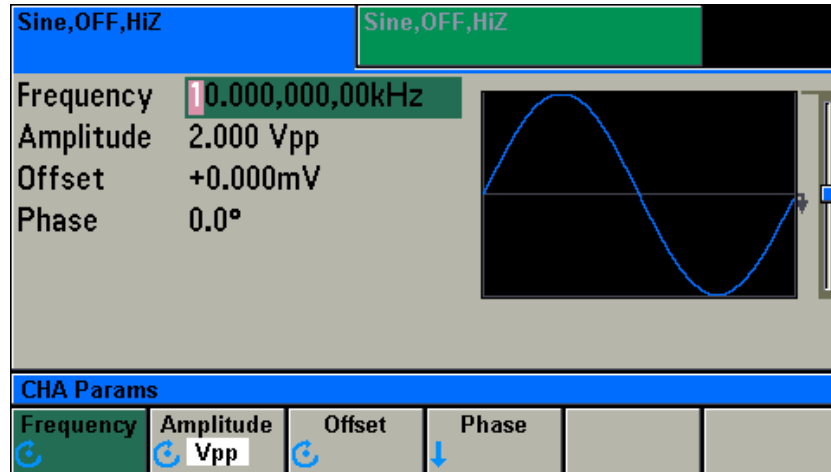 Sine,OFF,HiZ
Sine,OFF,HiZ
Frequency 10.000,000,00kHz
Amplitude 2.000 Vpp
Offset +0.000mV
Phase 0.0°
CHA Params
Frequency Amplitude Offset Phase
Vpp